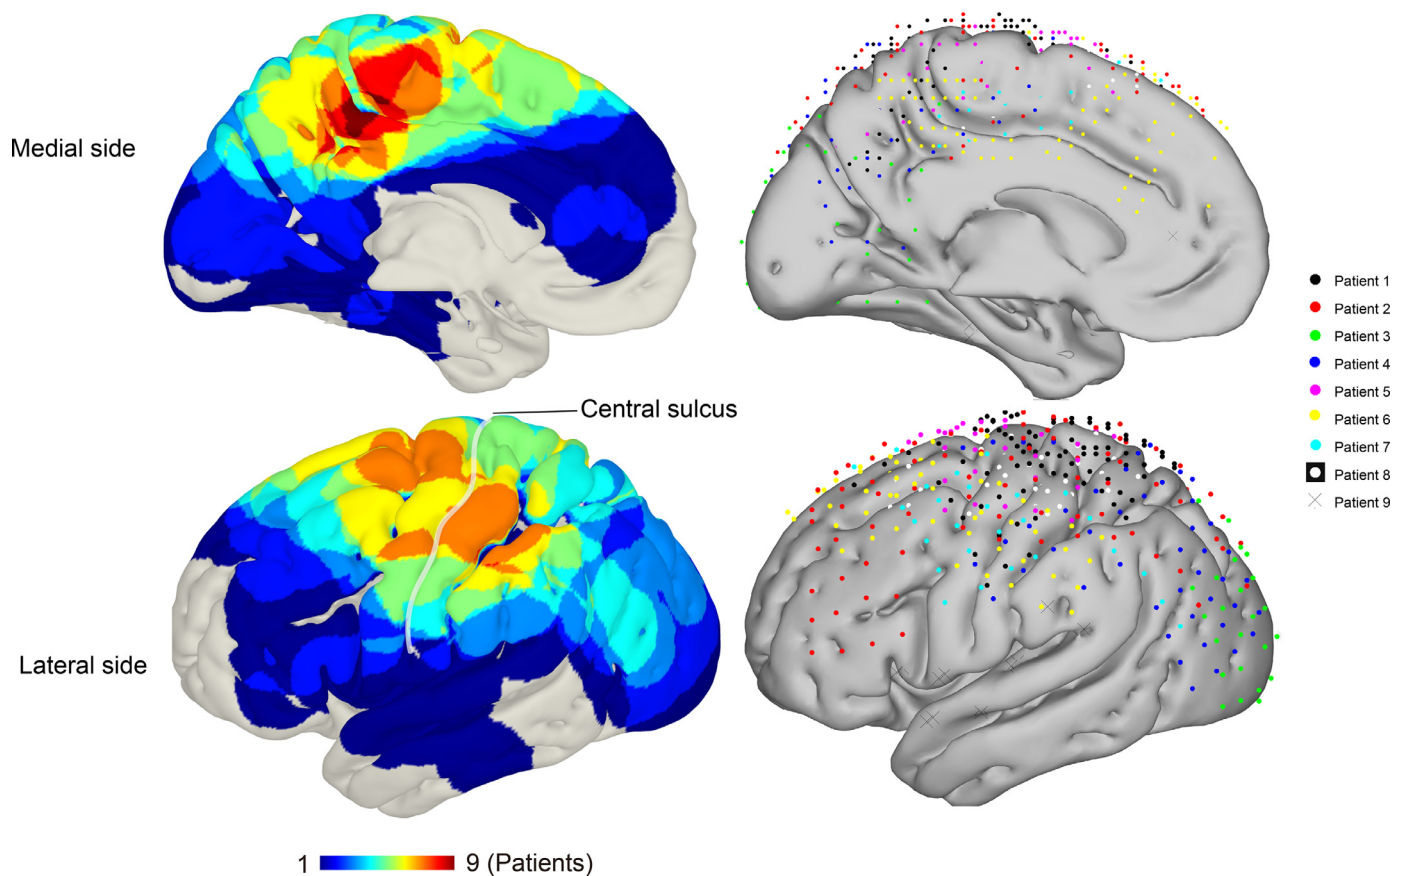 Medial side
Central sulcus
Lateral side
1 9 (Patients)
Patient 1
Patient 2
Patient 3
Patient 4
Patient 5
Patient 6
Patient 7
Patient 8
Patient 9